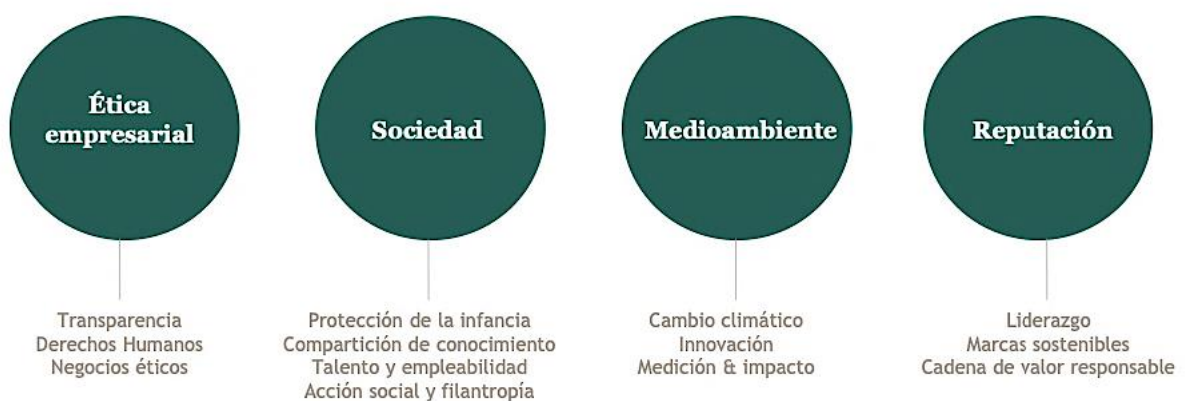 Ética
empresarial
Sociedad
Medioambiente
Reputación
Transparencia
Derechos Humanos
Negocios éticos
Protección de la infancia
Compartición de conocimiento
Talento y empleabilidad
Acción social y filantropía
Cambio climático
Innovación
Medición & impacto
Liderazgo
Marcas sostenibles
Cadena de valor responsable